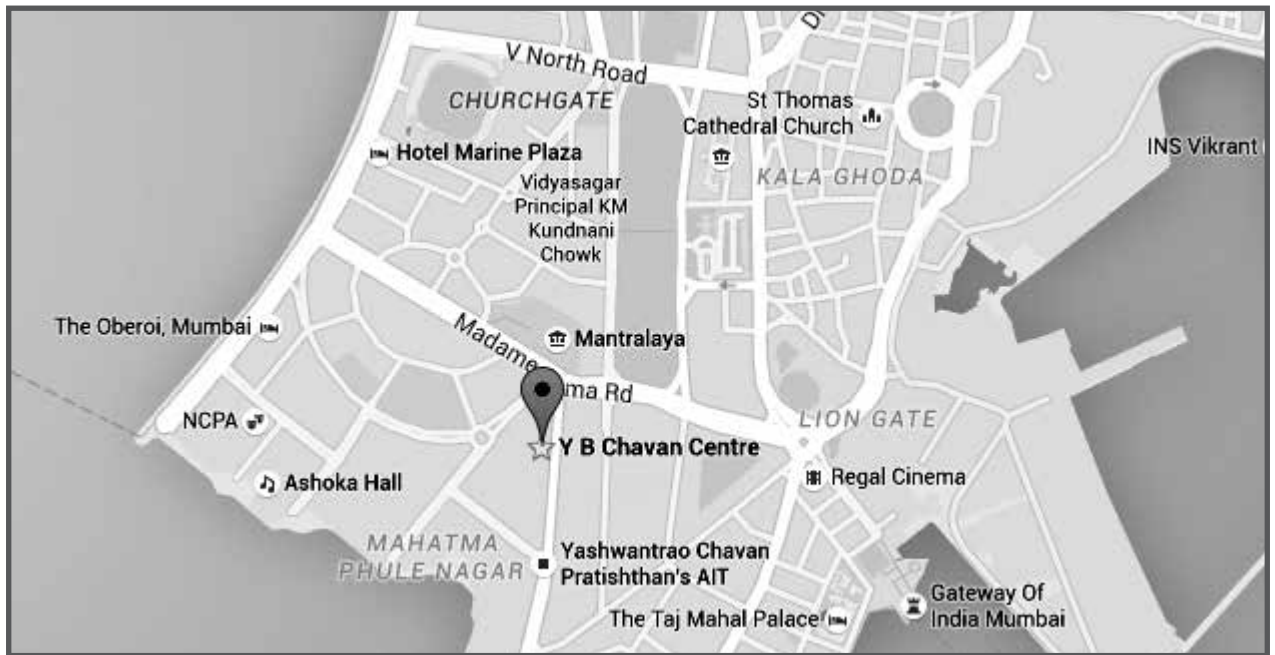 V North Road
CHURCHGATE
St Thomas
Cathedral Church
INS Vikrant
Hotel Marine Plaza
KALA GHODA
Vidyasagar
Principal KM
Kundnani
Chowk
The Oberoi, Mumbai
Mantralaya
Madame ma Rd
NCPA
LION GATE
Y B Chavan Centre
Regal Cinema
Ashoka Hall
MAHATMA
PHULE NAGAR
Yashwantrao Chavan
Pratishthan's AIT
The Taj Mahal Palace
Gateway Of
India Mumbai